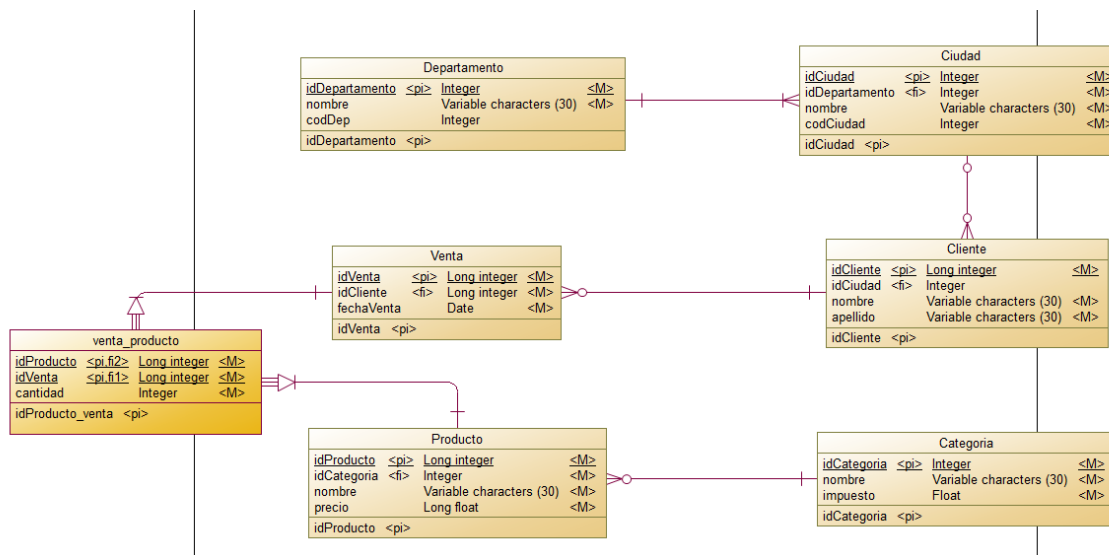 Departamento
idDepartamento <pi> Integer <M>
nombre Variable characters (30) <M>
codDep Integer
idDepartamento <pi>
Ciudad
idCiudad <pi> Integer <M>
idDepartamento <fi> Integer <M>
nombre Variable characters (30) <M>
codCiudad Integer <M>
idCiudad <pi>
Venta
idVenta <pi> Long integer <M>
idCliente <fi> Long integer <M>
fechaVenta Date <M>
idVenta <pi>
Cliente
idCliente <pi> Long integer <M>
idCiudad <fi> Integer
nombre Variable characters (30) <M>
apellido Variable characters (30) <M>
idCliente <pi>
venta_producto
idProducto <pi,fi2> Long integer <M>
idVenta <pi,fi1> Long integer <M>
cantidad Integer <M>
idProducto_venta <pi>
Producto
idProducto <pi> Long integer <M>
idCategoria <fi> Integer <M>
nombre Variable characters (30) <M>
precio Long float <M>
idProducto <pi>
Categoria
idCategoria <pi> Integer <M>
nombre Variable characters (30) <M>
impuesto Float <M>
idCategoria <pi>